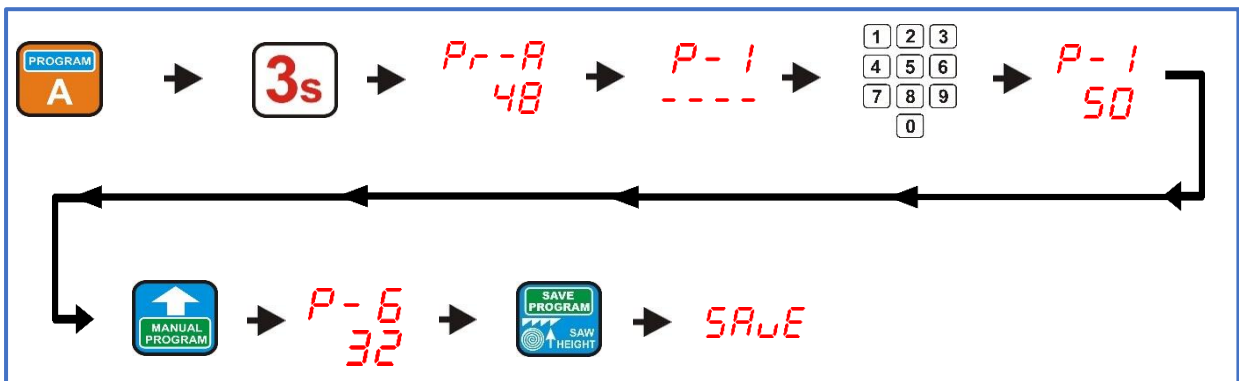 PROGRAM
A
3s
Pr-A
48
P-1
----
1 2 3
4 5 6
7 8 9
0
P-1
50
MANUAL
PROGRAM
P-6
32
SAVE
PROGRAM
SAW
HEIGHT
SAvE